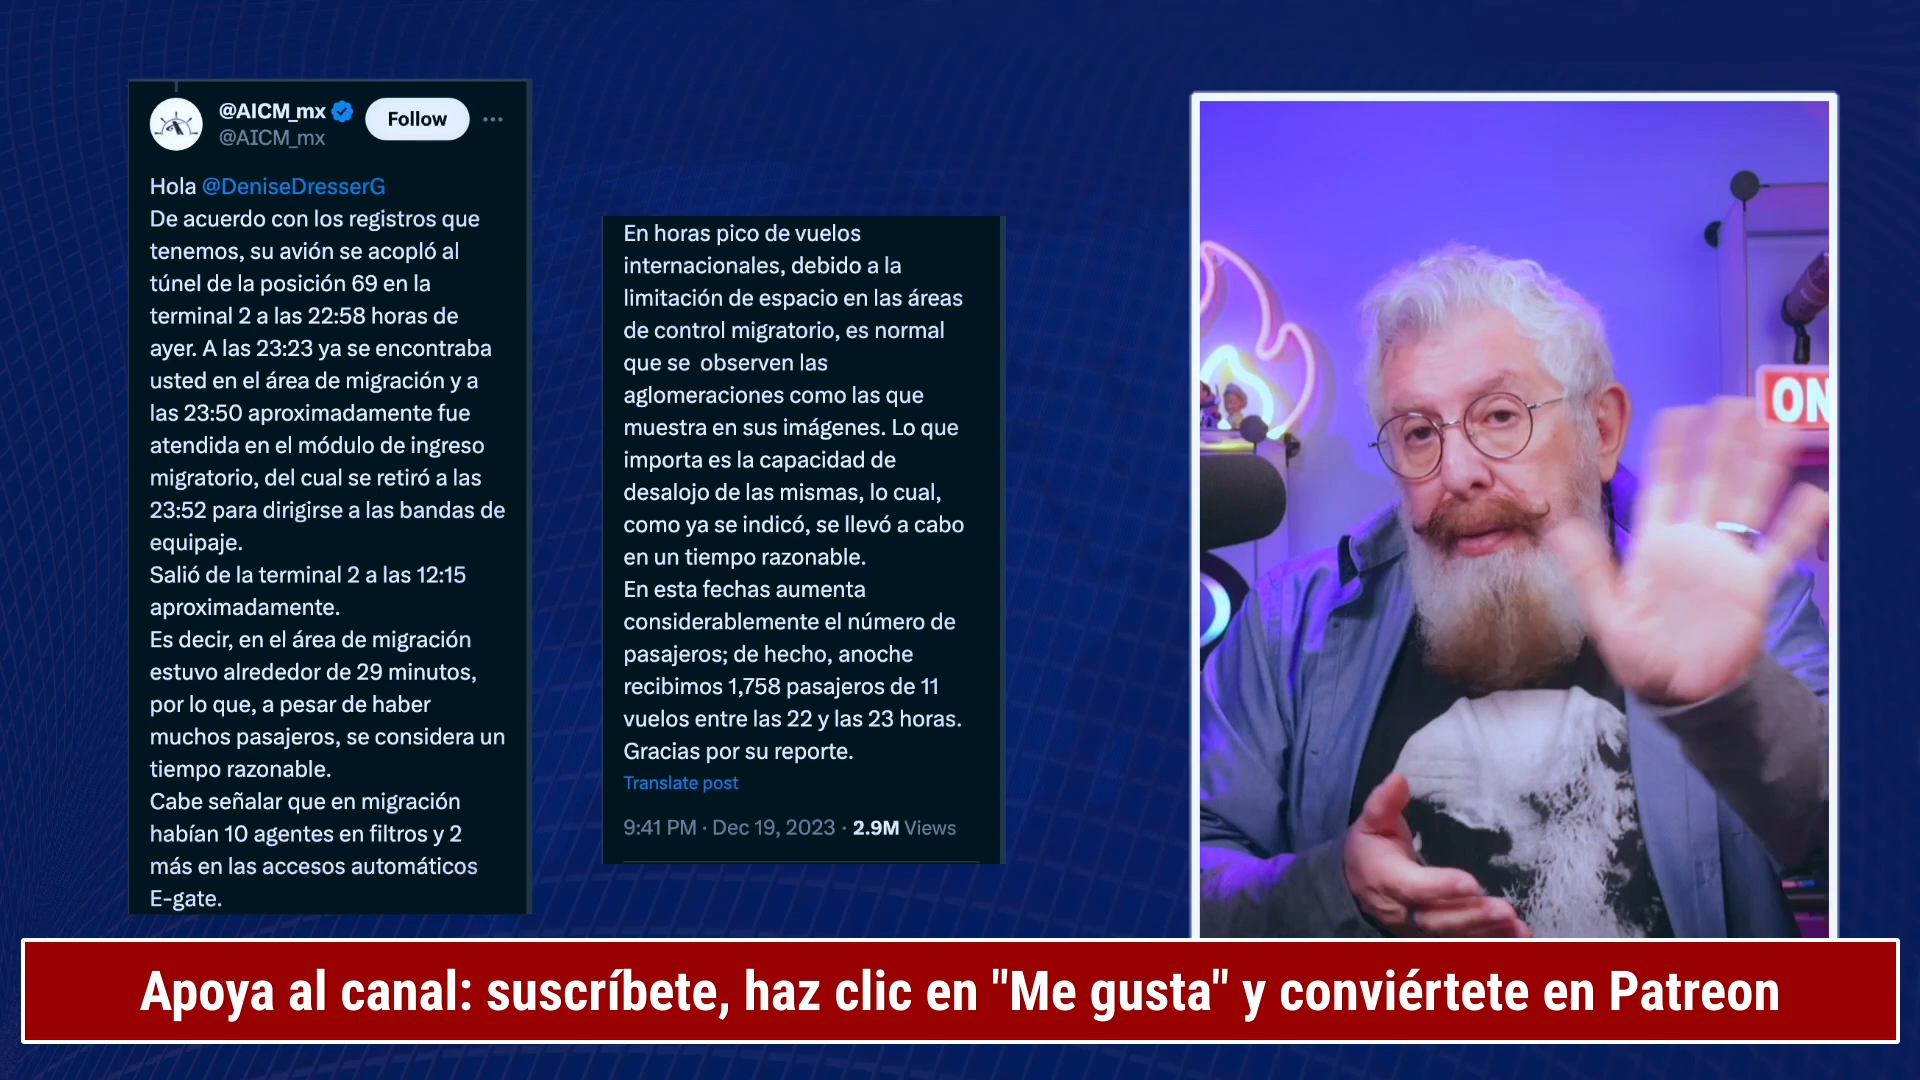 @AICM_mx
Follow
@AICM_mx
Hola @DeniseDresserG
De acuerdo con los registros que
tenemos, su avión se acopló al
túnel de la posición 69 en la
terminal 2 a las 22:58 horas de
ayer. A las 23:23 ya se encontraba
usted en el área de migración y a
las 23:50 aproximadamente fue
atendida en el módulo de ingreso
migratorio, del cual se retiró a las
23:52 para dirigirse a las bandas de
equipaje.
Salió de la terminal 2 a las 12:15
aproximadamente.
Es decir, en el área de migración
estuvo alrededor de 29 minutos,
por lo que, a pesar de haber
muchos pasajeros, se considera un
tiempo razonable.
Cabe señalar que en migración
habían 10 agentes en filtros y 2
más en las accesos automáticos
E-gate.
En horas pico de vuelos
internacionales, debido a la
limitación de espacio en las áreas
de control migratorio, es normal
que se observen las
aglomeraciones como las que
muestra en sus imágenes. Lo que
importa es la capacidad de
desalojo de las mismas, lo cual,
como ya se indicó, se llevó a cabo
en un tiempo razonable.
En esta fechas aumenta
considerablemente el número de
pasajeros; de hecho, anoche
recibimos 1,758 pasajeros de 11
vuelos entre las 22 y las 23 horas.
Gracias por su reporte.
Translate post
9:41 PM · Dec 19, 2023 · 2.9M Views
ON
Apoya al canal: suscríbete, haz clic en "Me gusta" y conviértete en Patreon